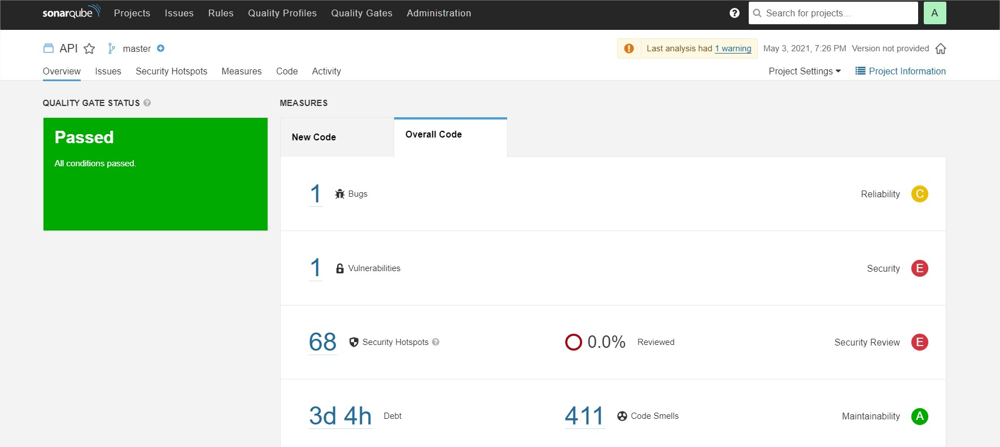 sonarqube Projects Issues Rules Quality Profiles Quality Gates Administration ? Search for projects... A
API master Last analysis had 1 warning May 3, 2021, 7:26 PM Version not provided
Overview Issues Security Hotspots Measures Code Activity Project Settings Project Information
QUALITY GATE STATUS ? MEASURES
Passed
All conditions passed.
New Code Overall Code
1 Bugs Reliability C
1 Vulnerabilities Security E
68 Security Hotspots ? 0.0% Reviewed Security Review E
3d 4h Debt 411 Code Smells Maintainability A